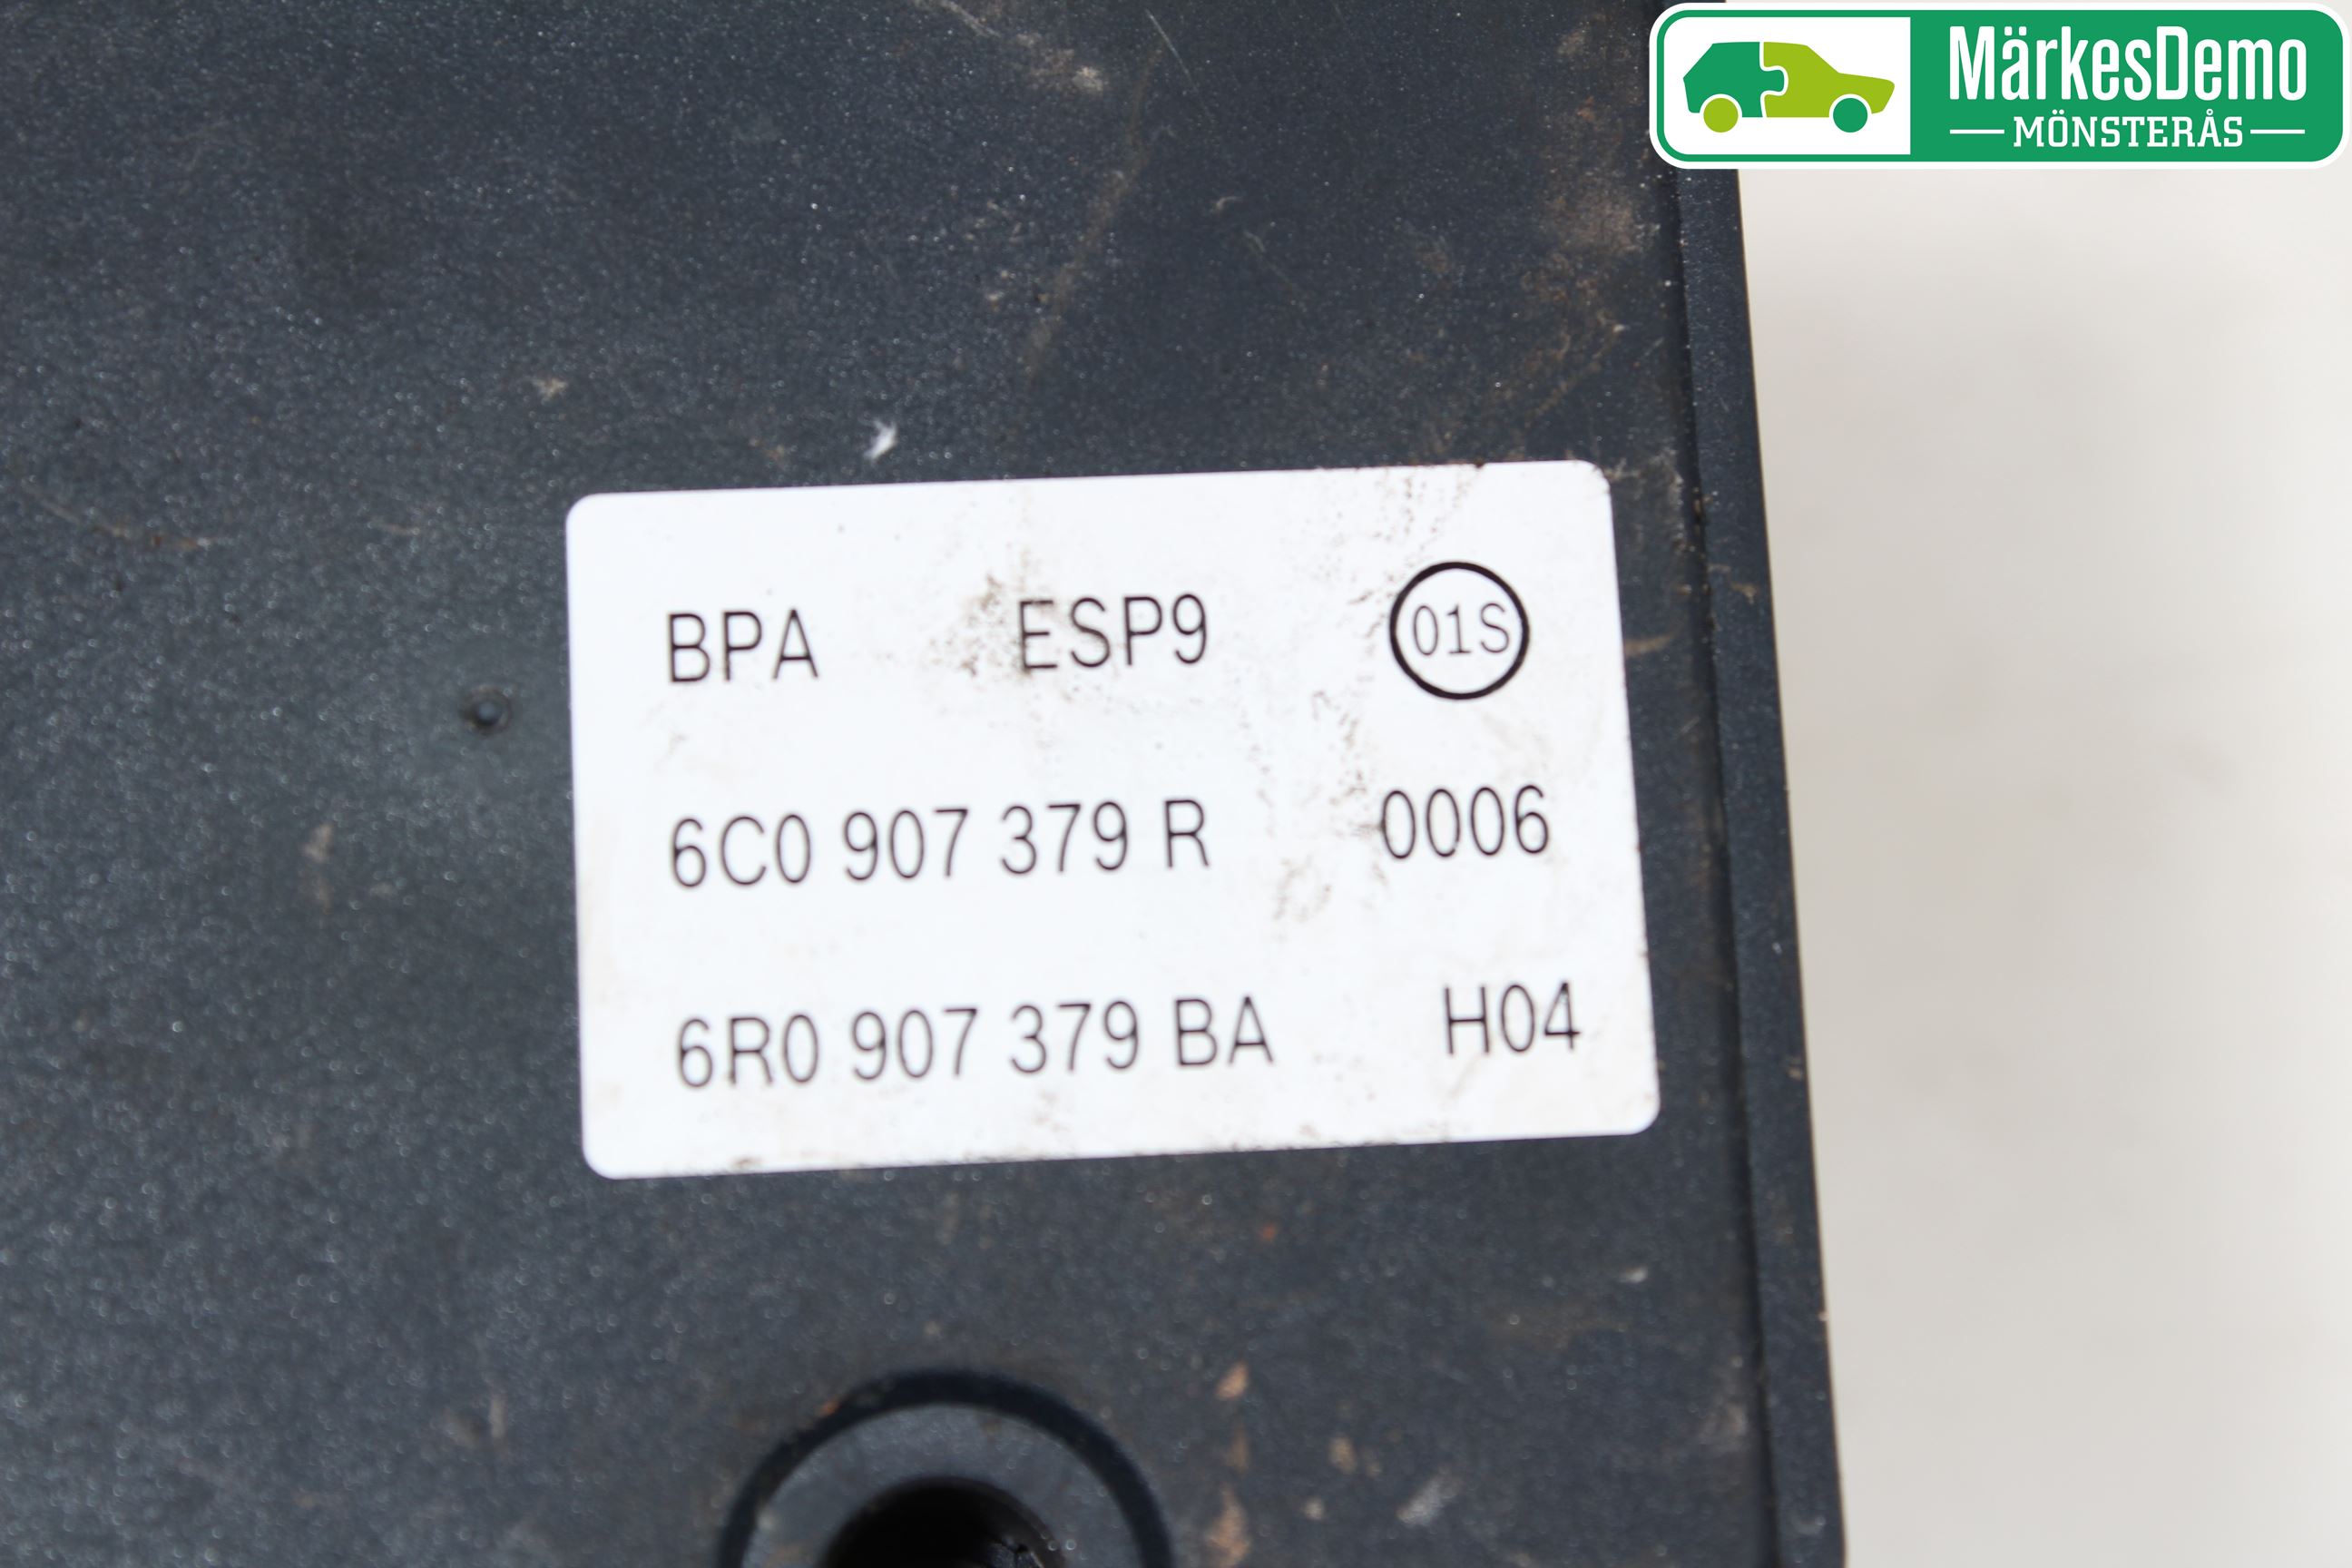 MärkesDemo
MÖNSTERÅS
BPA ESP9 01S
6C0 907 379 R 0006
6R0 907 379 BA H04